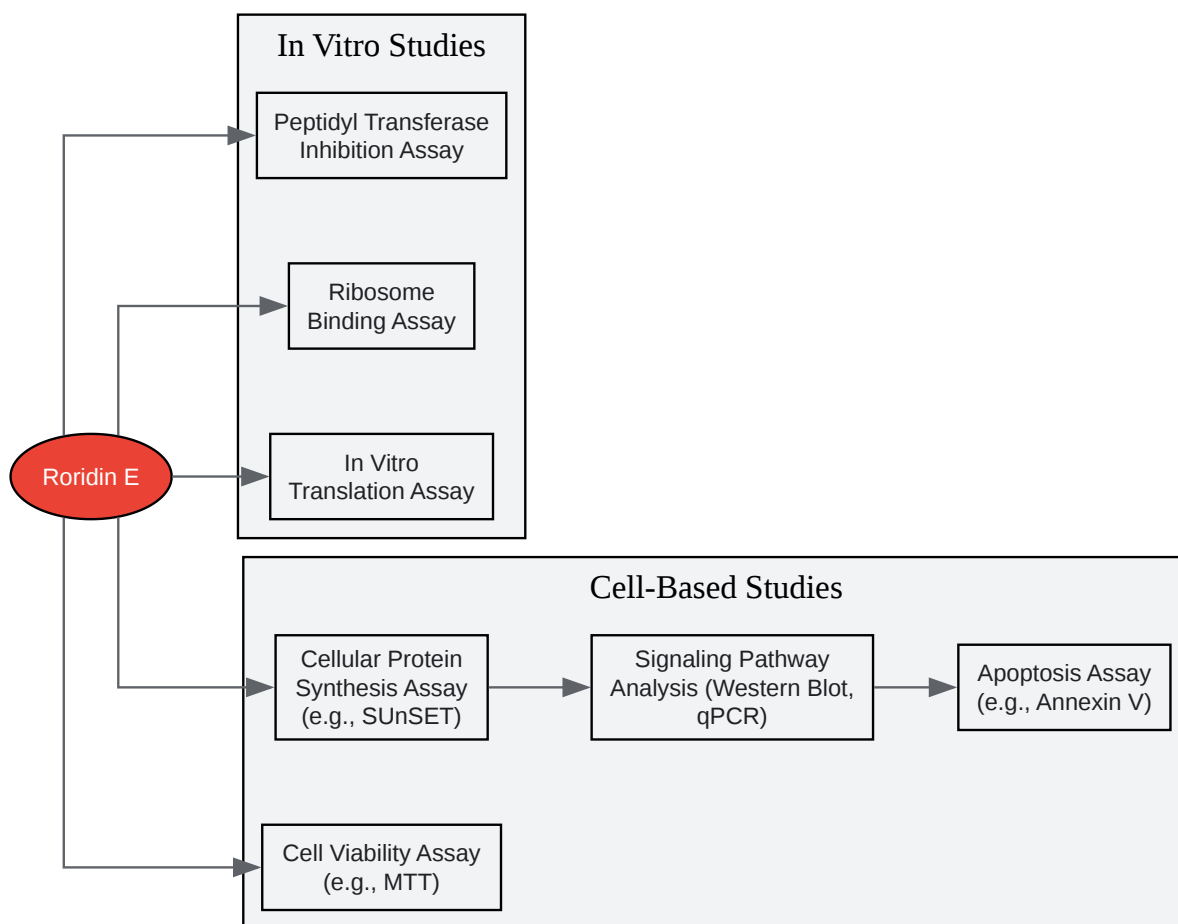 In Vitro Studies
Peptidyl Transferase
Inhibition Assay
Ribosome
Binding Assay
In Vitro
Translation Assay
Roridin E
Cell-Based Studies
Cellular Protein
Synthesis Assay
(e.g., SUnSET)
Signaling Pathway
Analysis (Western Blot,
qPCR)
Apoptosis Assay
(e.g., Annexin V)
Cell Viability Assay
(e.g., MTT)